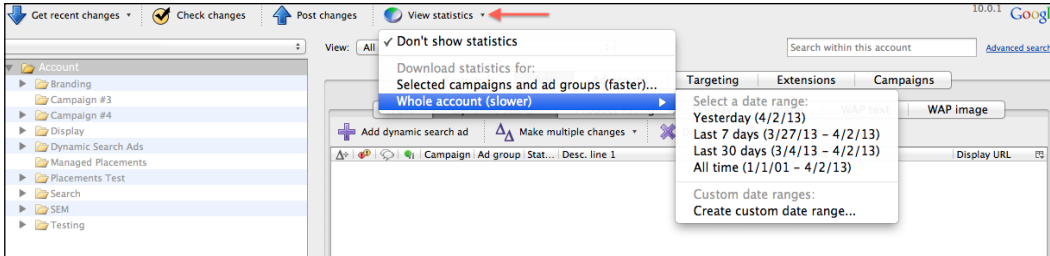 Get recent changes
Check changes
Post changes
View statistics
10.0.1
Googl
View: All
Search within this account
Advanced search
✓ Don't show statistics
Download statistics for:
Selected campaigns and ad groups (faster)...
Whole account (slower)
Select a date range:
Yesterday (4/2/13)
Last 7 days (3/27/13 – 4/2/13)
Last 30 days (3/4/13 – 4/2/13)
All time (1/1/01 – 4/2/13)
Custom date ranges:
Create custom date range...
Targeting
Extensions
Campaigns
WAP text
WAP image
Add dynamic search ad
Make multiple changes
Campaign
Ad group
Stat...
Desc. line 1
Display URL
Account
Branding
Campaign #3
Campaign #4
Display
Dynamic Search Ads
Managed Placements
Placements Test
Search
SEM
Testing